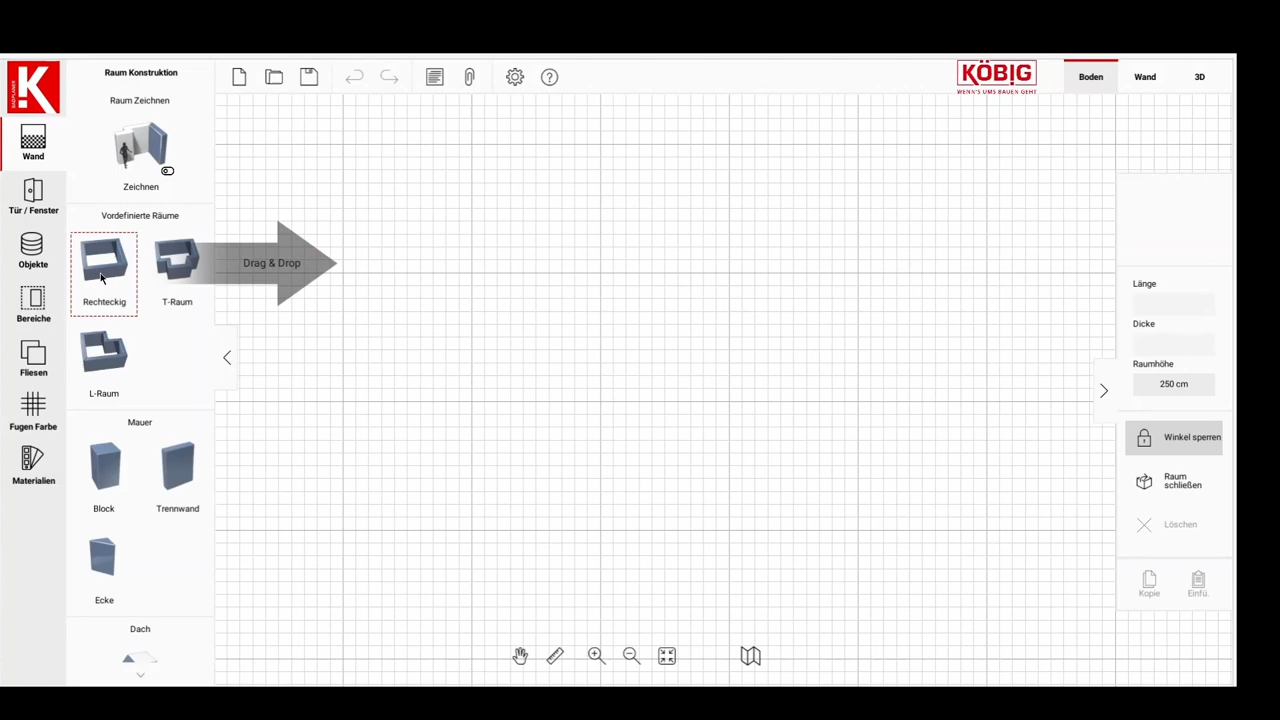 Raum Konstruktion
Raum Zeichnen
Zeichnen
Vordefinierte Räume
Rechteckig
T-Raum
L-Raum
Mauer
Block
Trennwand
Ecke
Dach
Wand
Tür / Fenster
Objekte
Bereiche
Fliesen
Fugen Farbe
Materialien
Drag & Drop
KÖBIG
WENN'S UMS BAUEN GEHT
Boden
Wand
3D
Länge
Dicke
Raumhöhe
250 cm
Winkel sperren
Raum
schließen
Löschen
Kopie
Einfü.